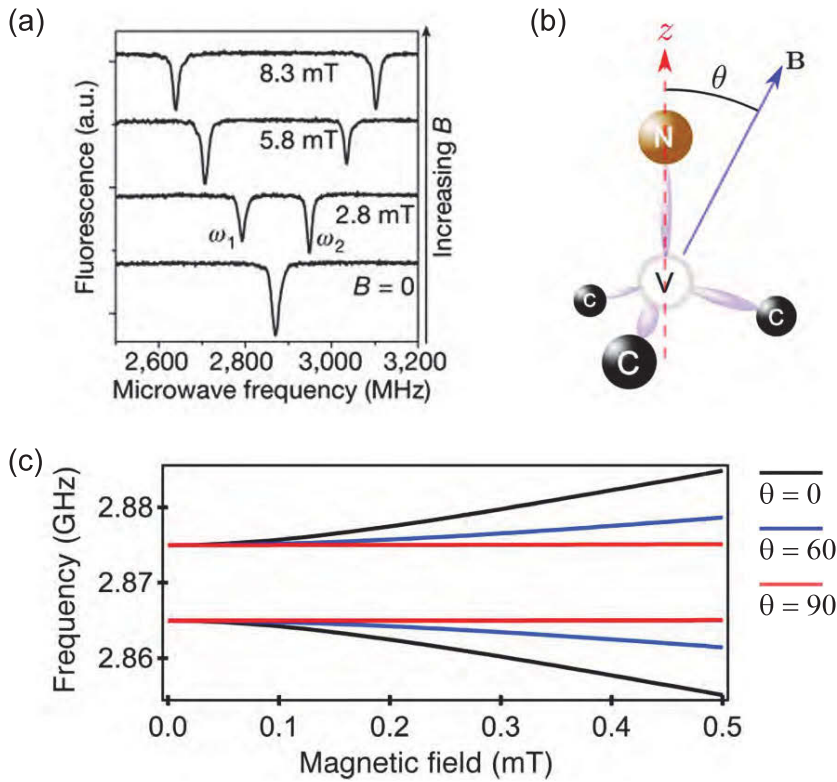 (a)
Fluorescence (a.u.)
8.3 mT
5.8 mT
2.8 mT
ω1 ω2
B = 0
Increasing B
2,600 2,800 3,000 3,200
Microwave frequency (MHz)
(b)
z
θ
B
N
V
C
C
C
(c)
Frequency (GHz)
2.88
2.87
2.86
0.0 0.1 0.2 0.3 0.4 0.5
Magnetic field (mT)
θ = 0
θ = 60
θ = 90